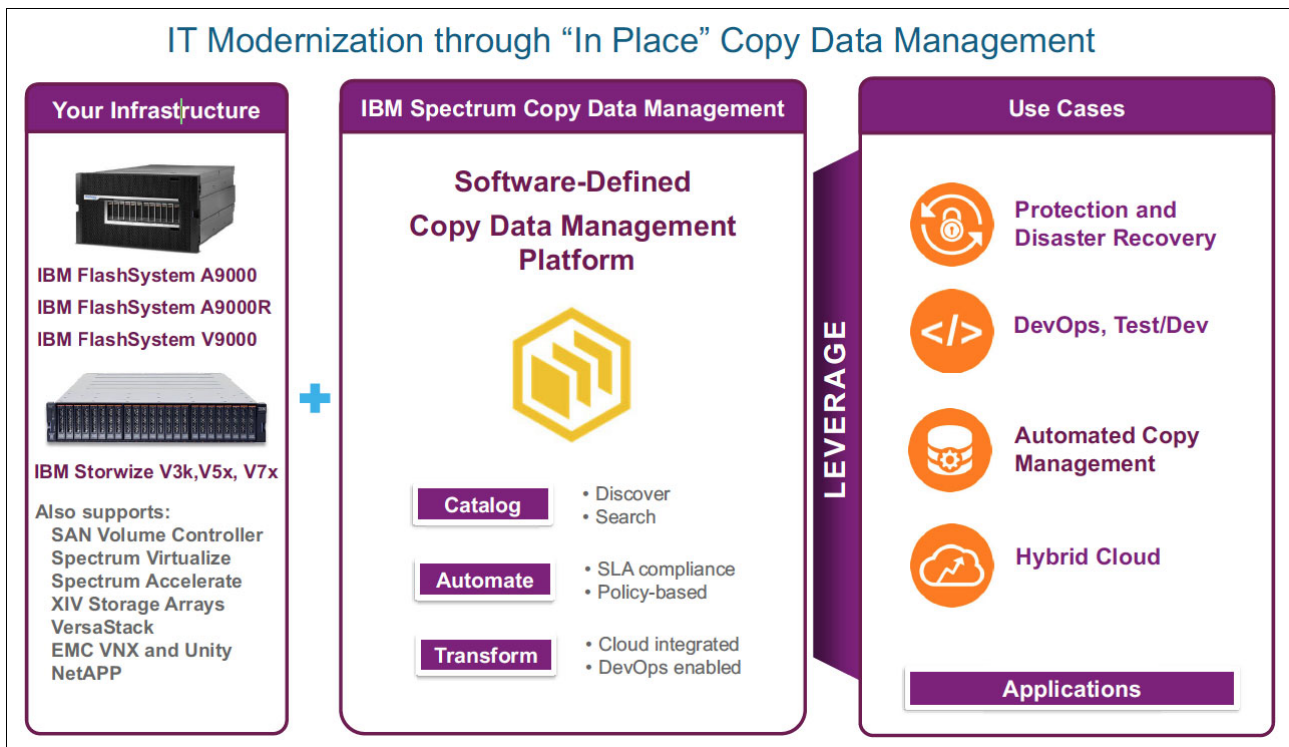 IT Modernization through “In Place” Copy Data Management
Your Infrastructure
IBM FlashSystem A9000
IBM FlashSystem A9000R
IBM FlashSystem V9000
IBM Storwize V3k,V5x, V7x
Also supports:
SAN Volume Controller
Spectrum Virtualize
Spectrum Accelerate
XIV Storage Arrays
VersaStack
EMC VNX and Unity
NetAPP
IBM Spectrum Copy Data Management
Software-Defined
Copy Data Management
Platform
Catalog
• Discover
• Search
Automate
• SLA compliance
• Policy-based
Transform
• Cloud integrated
• DevOps enabled
LEVERAGE
Use Cases
Protection and
Disaster Recovery
</>
DevOps, Test/Dev
Automated Copy
Management
Hybrid Cloud
Applications